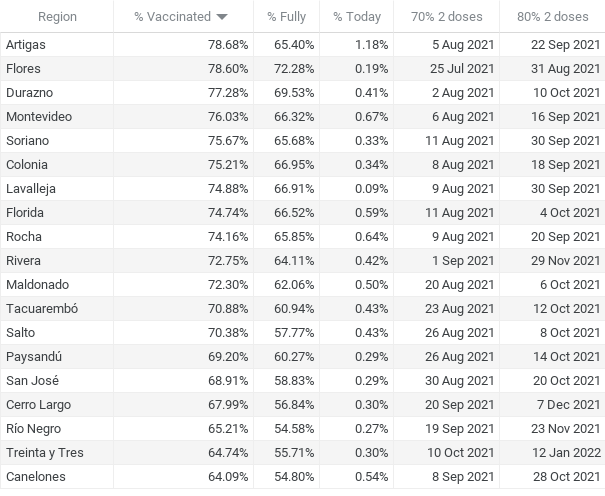 Region % Vaccinated % Fully % Today 70% 2 doses 80% 2 doses
Artigas 78.68% 65.40% 1.18% 5 Aug 2021 22 Sep 2021
Flores 78.60% 72.28% 0.19% 25 Jul 2021 31 Aug 2021
Durazno 77.28% 69.53% 0.41% 2 Aug 2021 10 Oct 2021
Montevideo 76.03% 66.32% 0.67% 6 Aug 2021 16 Sep 2021
Soriano 75.67% 65.68% 0.33% 11 Aug 2021 30 Sep 2021
Colonia 75.21% 66.95% 0.34% 8 Aug 2021 18 Sep 2021
Lavalleja 74.88% 66.91% 0.09% 9 Aug 2021 30 Sep 2021
Florida 74.74% 66.52% 0.59% 11 Aug 2021 4 Oct 2021
Rocha 74.16% 65.85% 0.64% 9 Aug 2021 20 Sep 2021
Rivera 72.75% 64.11% 0.42% 1 Sep 2021 29 Nov 2021
Maldonado 72.30% 62.06% 0.50% 20 Aug 2021 6 Oct 2021
Tacuarembó 70.88% 60.94% 0.43% 23 Aug 2021 12 Oct 2021
Salto 70.38% 57.77% 0.43% 26 Aug 2021 8 Oct 2021
Paysandú 69.20% 60.27% 0.29% 26 Aug 2021 14 Oct 2021
San José 68.91% 58.83% 0.29% 30 Aug 2021 20 Oct 2021
Cerro Largo 67.99% 56.84% 0.30% 20 Sep 2021 7 Dec 2021
Río Negro 65.21% 54.58% 0.27% 19 Sep 2021 23 Nov 2021
Treinta y Tres 64.74% 55.71% 0.30% 10 Oct 2021 12 Jan 2022
Canelones 64.09% 54.80% 0.54% 8 Sep 2021 28 Oct 2021